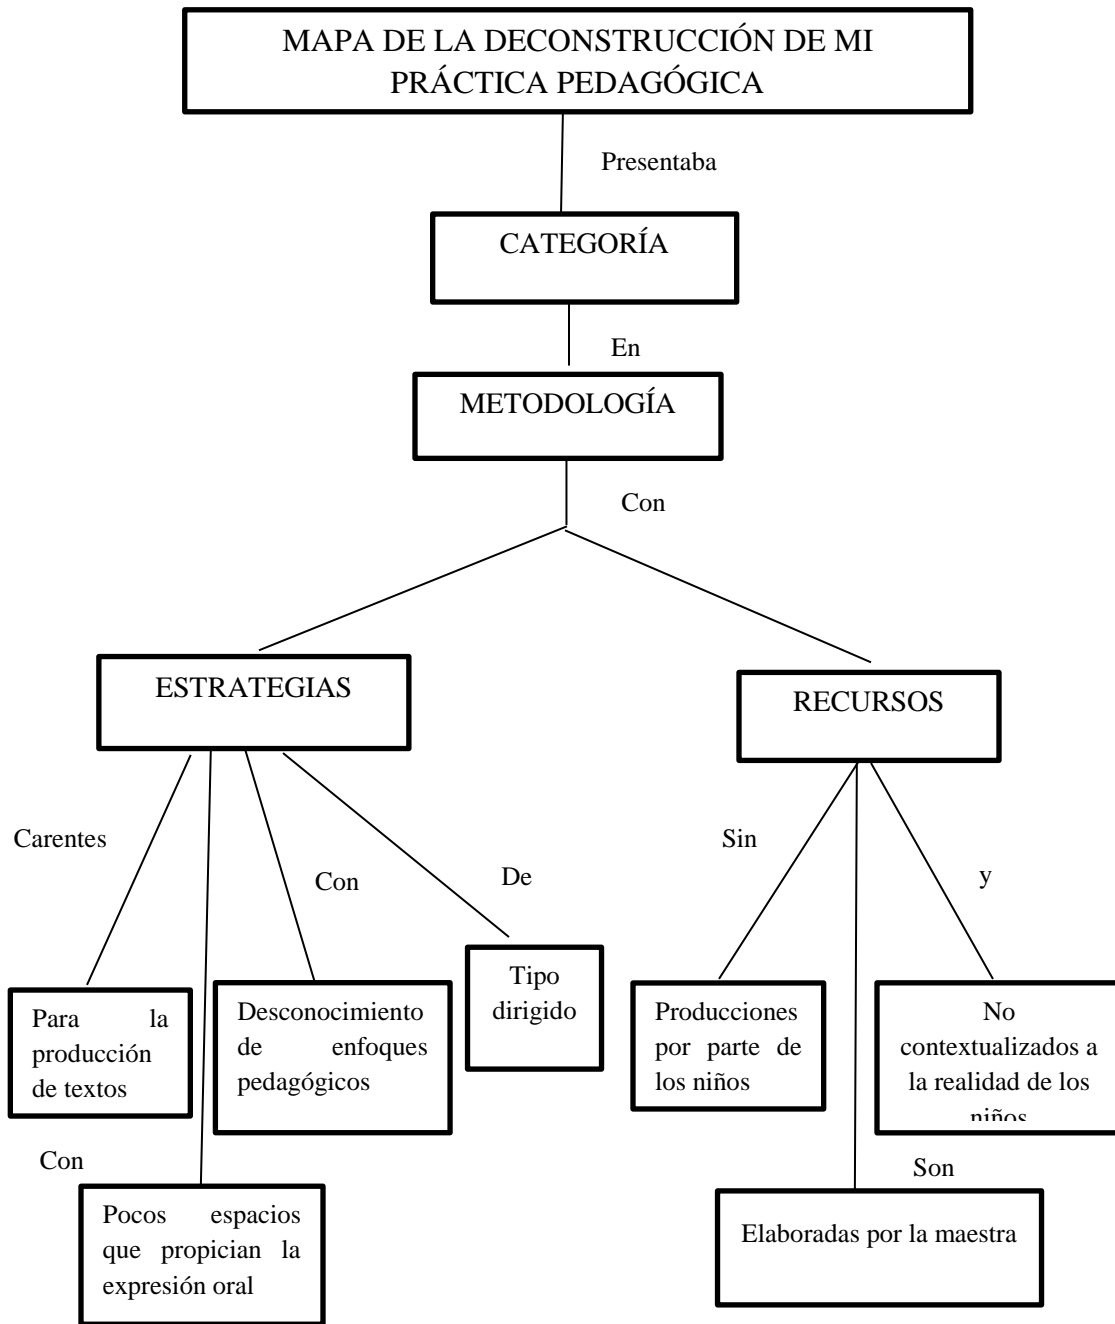 MAPA DE LA DECONSTRUCCIÓN DE MI
PRÁCTICA PEDAGÓGICA
Presentaba
CATEGORÍA
En
METODOLOGÍA
Con
ESTRATEGIAS
RECURSOS
Carentes
Con
De
Sin
y
Para la
producción
de textos
Desconocimiento
de enfoques
pedagógicos
Tipo
dirigido
Producciones
por parte de
los niños
No
contextualizados a
la realidad de los
niños
Con
Pocos espacios
que propician la
expresión oral
Son
Elaboradas por la maestra